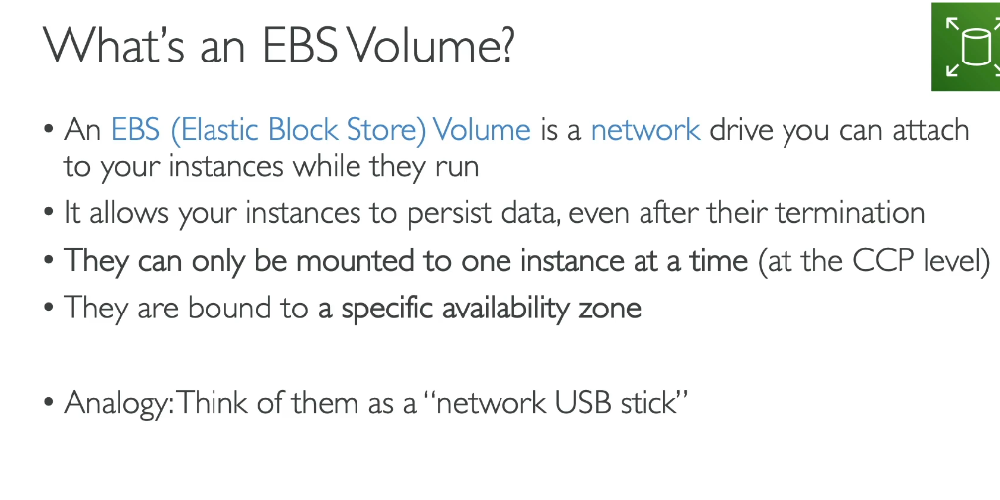 What's an EBS Volume?
• An EBS (Elastic Block Store) Volume is a network drive you can attach
to your instances while they run
• It allows your instances to persist data, even after their termination
• They can only be mounted to one instance at a time (at the CCP level)
• They are bound to a specific availability zone
• Analogy: Think of them as a “network USB stick”